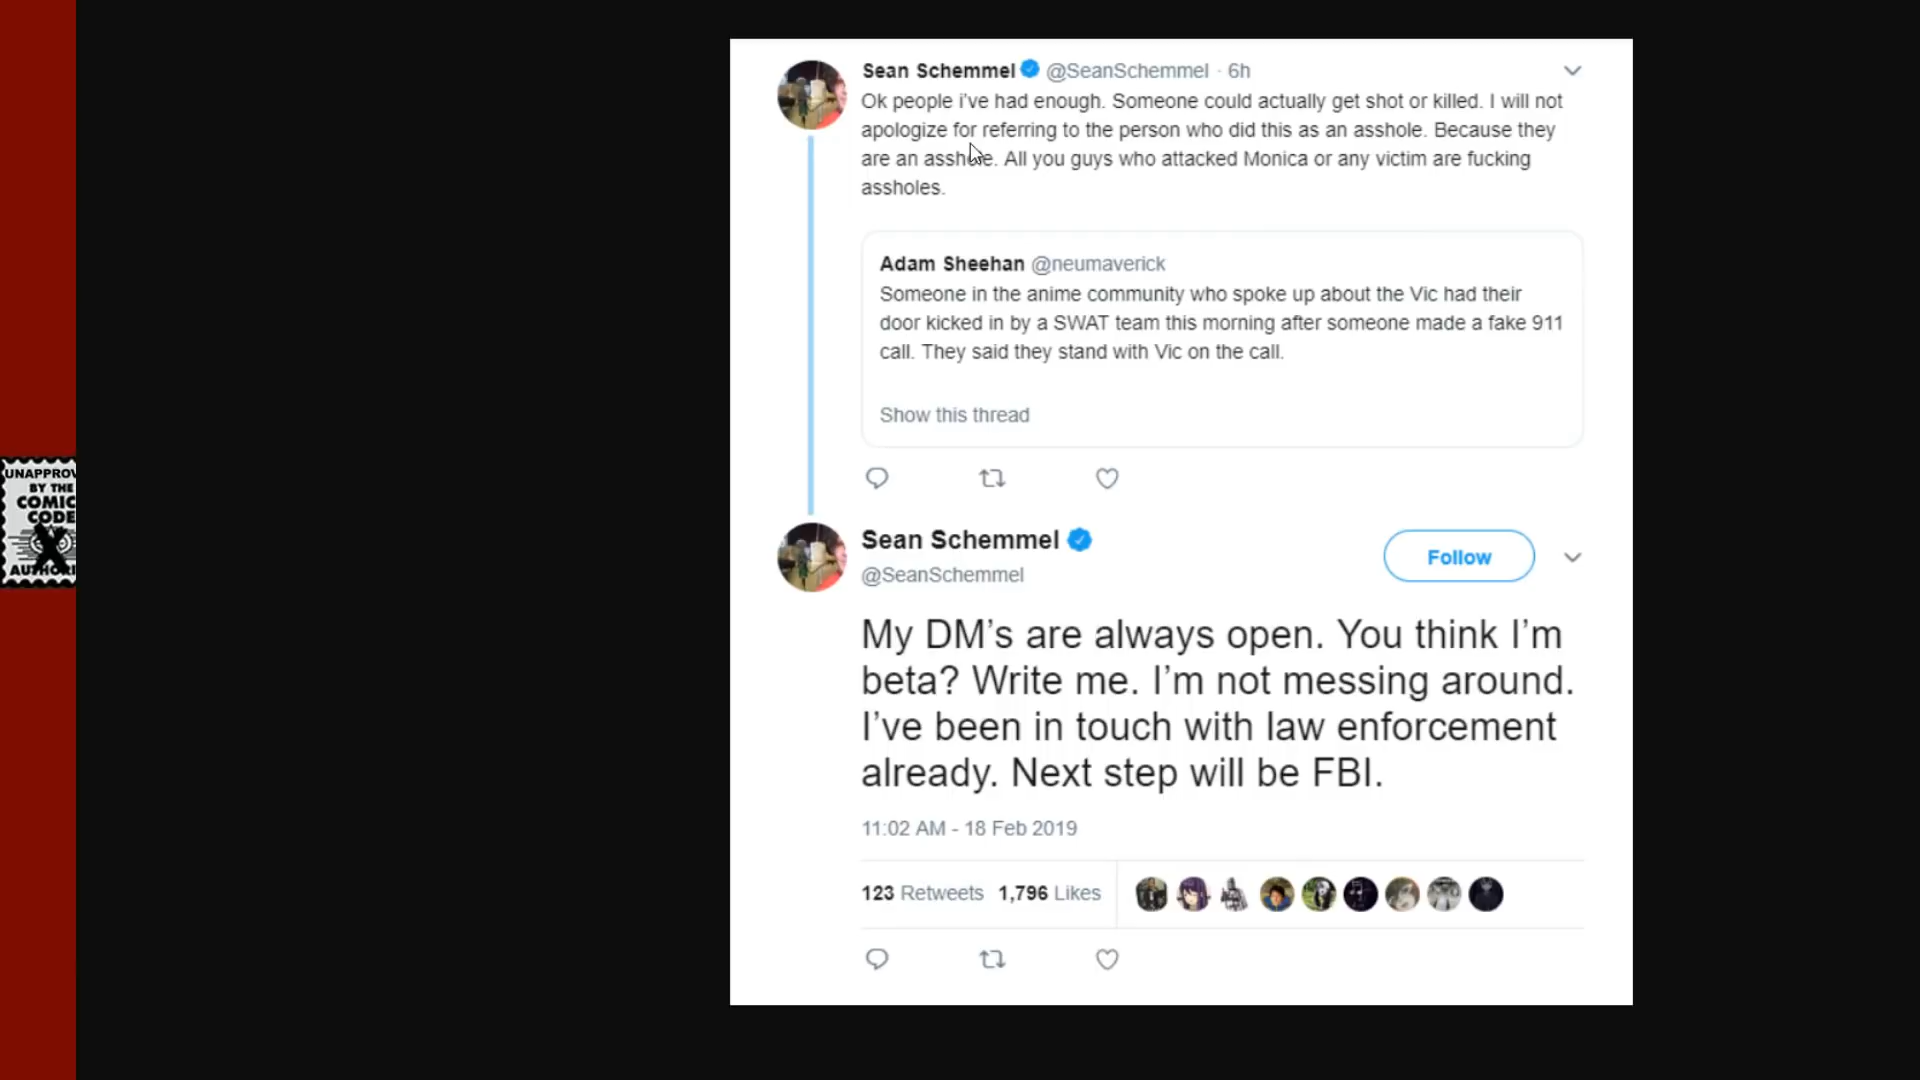 Sean Schemmel @SeanSchemmel · 6h
Ok people i've had enough. Someone could actually get shot or killed. I will not
apologize for referring to the person who did this as an asshole. Because they
are an asshole. All you guys who attacked Monica or any victim are fucking
assholes.
Adam Sheehan @neumaverick
Someone in the anime community who spoke up about the Vic had their
door kicked in by a SWAT team this morning after someone made a fake 911
call. They said they stand with Vic on the call.
Show this thread
Sean Schemmel
@SeanSchemmel
Follow
My DM's are always open. You think I'm
beta? Write me. I'm not messing around.
I've been in touch with law enforcement
already. Next step will be FBI.
11:02 AM - 18 Feb 2019
123 Retweets 1,796 Likes
UNAPPROV
BY THE
COMIC
CODE
AUTHORI